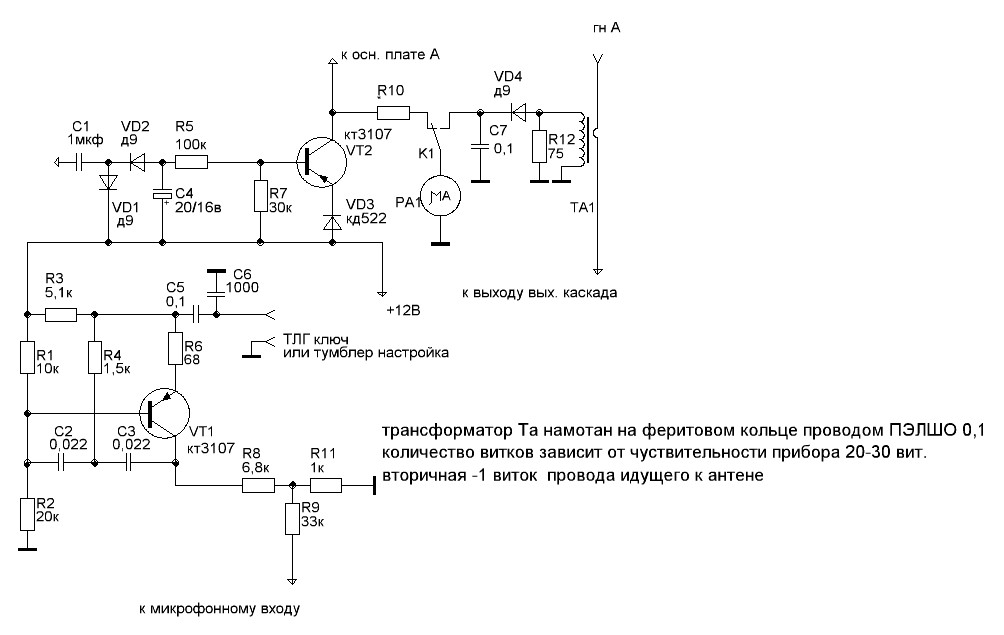 гн А
к осн. плате А
R10
VD4
д9
C1
1мкф
VD2
д9
R5
100к
кт3107
VT2
C7
0,1
R12
75
K1
VD1
д9
C4
20/16в
+
R7
30к
VD3
кд522
PA1
мА
TA1
R3
5,1к
C5
0,1
C6
1000
+12В
к выходу вых. каскада
R1
10к
R4
1,5к
R6
68
ТЛГ ключ
или тумблер настройка
C2
0,022
C3
0,022
VT1
кт3107
трансформатор Та намотан на феритовом кольце проводом ПЭЛШО 0,1
количество витков зависит от чуствительности прибора 20-30 вит.
вторичная -1 виток провода идущего к антене
R8
6,8к
R11
1к
R2
20к
R9
33к
к микрофонному входу